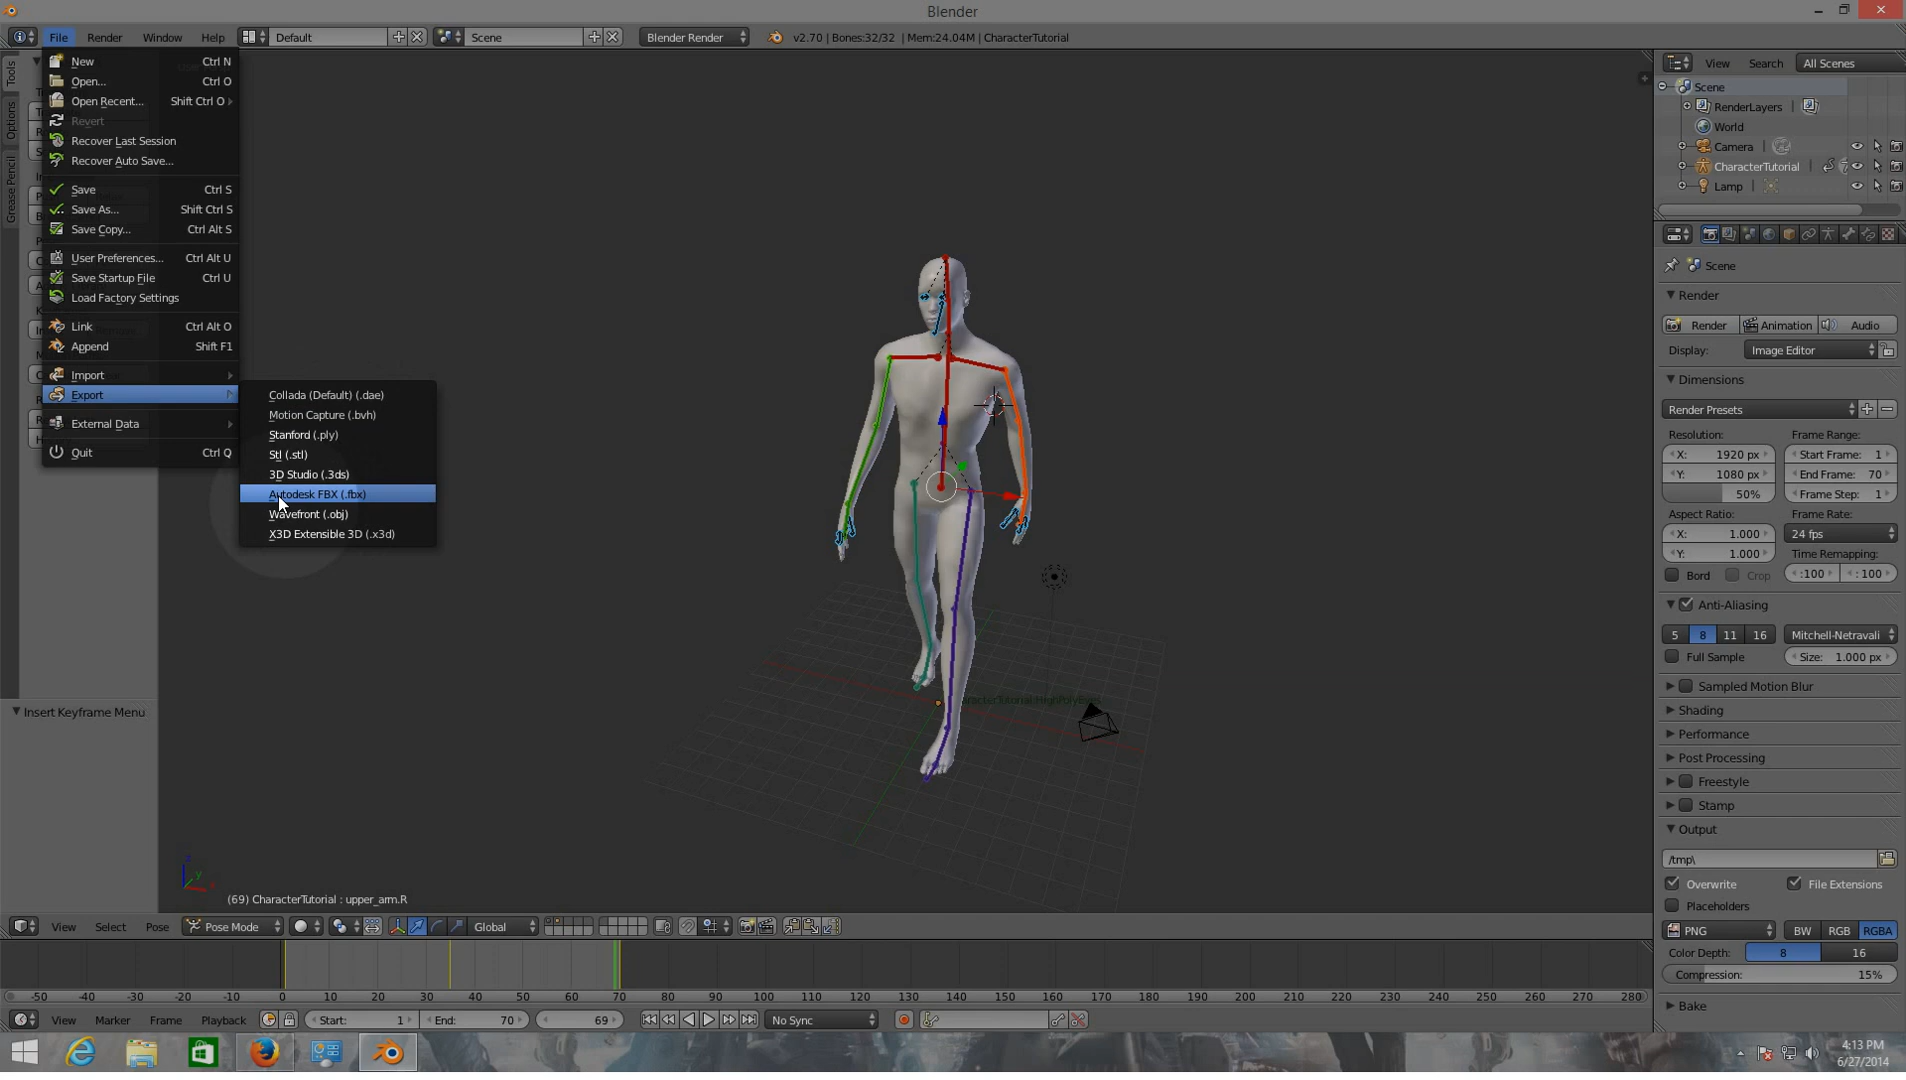 Blender
File Render Window Help Default Scene Blender Render v2.70 | Bones:32/32 | Mem:24.04M | CharacterTutorial
New Ctrl N
Open... Ctrl O
Open Recent... Shift Ctrl O
Revert
Recover Last Session
Recover Auto Save...
Save Ctrl S
Save As... Shift Ctrl S
Save Copy... Ctrl Alt S
User Preferences... Ctrl Alt U
Save Startup File Ctrl U
Load Factory Settings
Link Ctrl Alt O
Append Shift F1
Import
Export
External Data
Quit Ctrl Q
Collada (Default) (.dae)
Motion Capture (.bvh)
Stanford (.ply)
Stl (.stl)
3D Studio (.3ds)
Autodesk FBX (.fbx)
Wavefront (.obj)
X3D Extensible 3D (.x3d)
Tools
Options
Grease Pencil
Insert Keyframe Menu
(69) CharacterTutorial : upper_arm.R
View Select Pose Pose Mode Global
-50 -40 -30 -20 -10 0 10 20 30 40 50 60 70 80 90 100 110 120 130 140 150 160 170 180 190 200 210 220 230 240 250 260 270 280
View Marker Frame Playback Start: 1 End: 70 69 No Sync
View Search All Scenes
Scene
RenderLayers
World
Camera
CharacterTutorial
Lamp
Scene
Render
Render Animation Audio
Display: Image Editor
Dimensions
Render Presets
Resolution: Frame Range:
X: 1920 px Start Frame: 1
Y: 1080 px End Frame: 70
50% Frame Step: 1
Aspect Ratio: Frame Rate:
X: 1.000 24 fps
Y: 1.000 Time Remapping:
Bord Crop :100 : 100
Anti-Aliasing
5 8 11 16 Mitchell-Netravali
Full Sample Size: 1.000 px
Sampled Motion Blur
Shading
Performance
Post Processing
Freestyle
Stamp
Output
/tmp\
Overwrite File Extensions
Placeholders
PNG BW RGB RGBA
Color Depth: 8 16
Compression: 15%
Bake
4:13 PM
6/27/2014